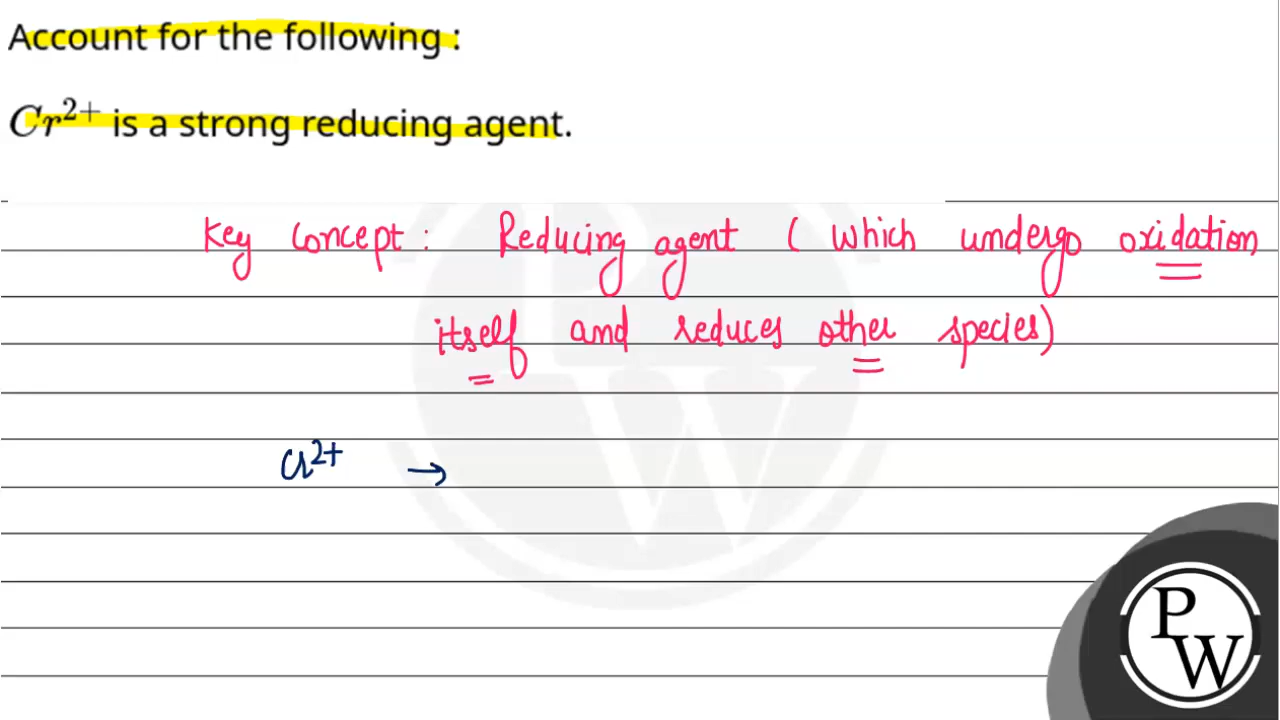 Account for the following :
Cr²⁺ is a strong reducing agent.
Key Concept : Reducing agent ( which undergo oxidation
itself and reduces other species)
Cr²⁺ →
P
W